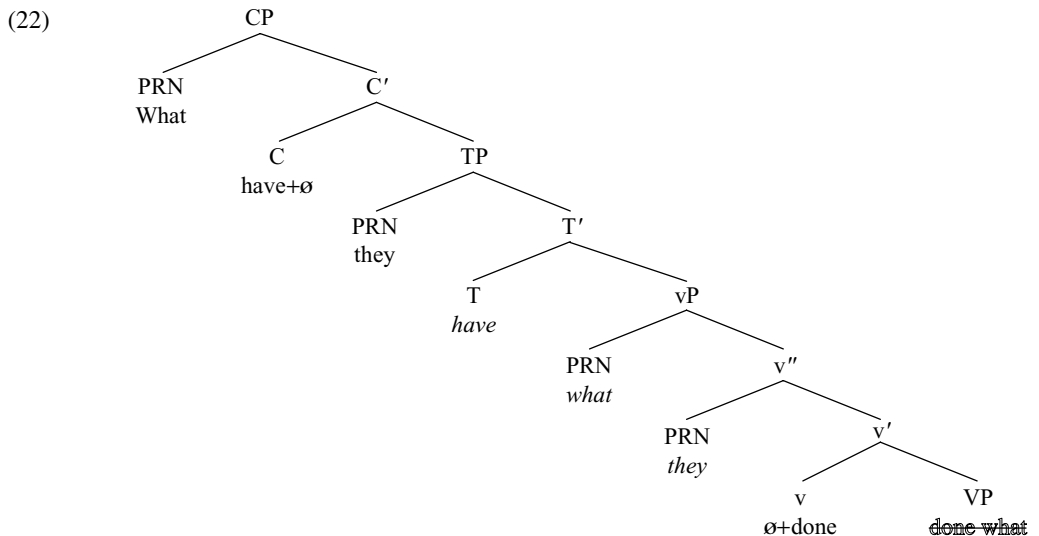 (22)
CP
PRN
What
C′
C
have+ø
TP
PRN
they
T′
T
have
vP
PRN
what
v″
PRN
they
v′
v
ø+done
VP
done what